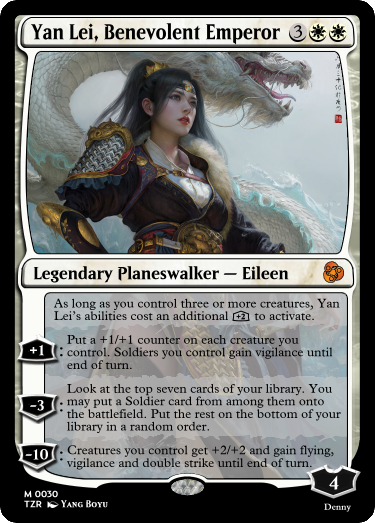 Yan Lei, Benevolent Emperor 3
Legendary Planeswalker — Eileen
As long as you control three or more creatures, Yan
Lei's abilities cost an additional +2 to activate.
+1
Put a +1/+1 counter on each creature you
control. Soldiers you control gain vigilance until
end of turn.
-3
Look at the top seven cards of your library. You
may put a Soldier card from among them onto
the battlefield. Put the rest on the bottom of your
library in a random order.
-10
Creatures you control get +2/+2 and gain flying,
vigilance and double strike until end of turn.
4
M 0030
TZR Yang Boyu
Denny